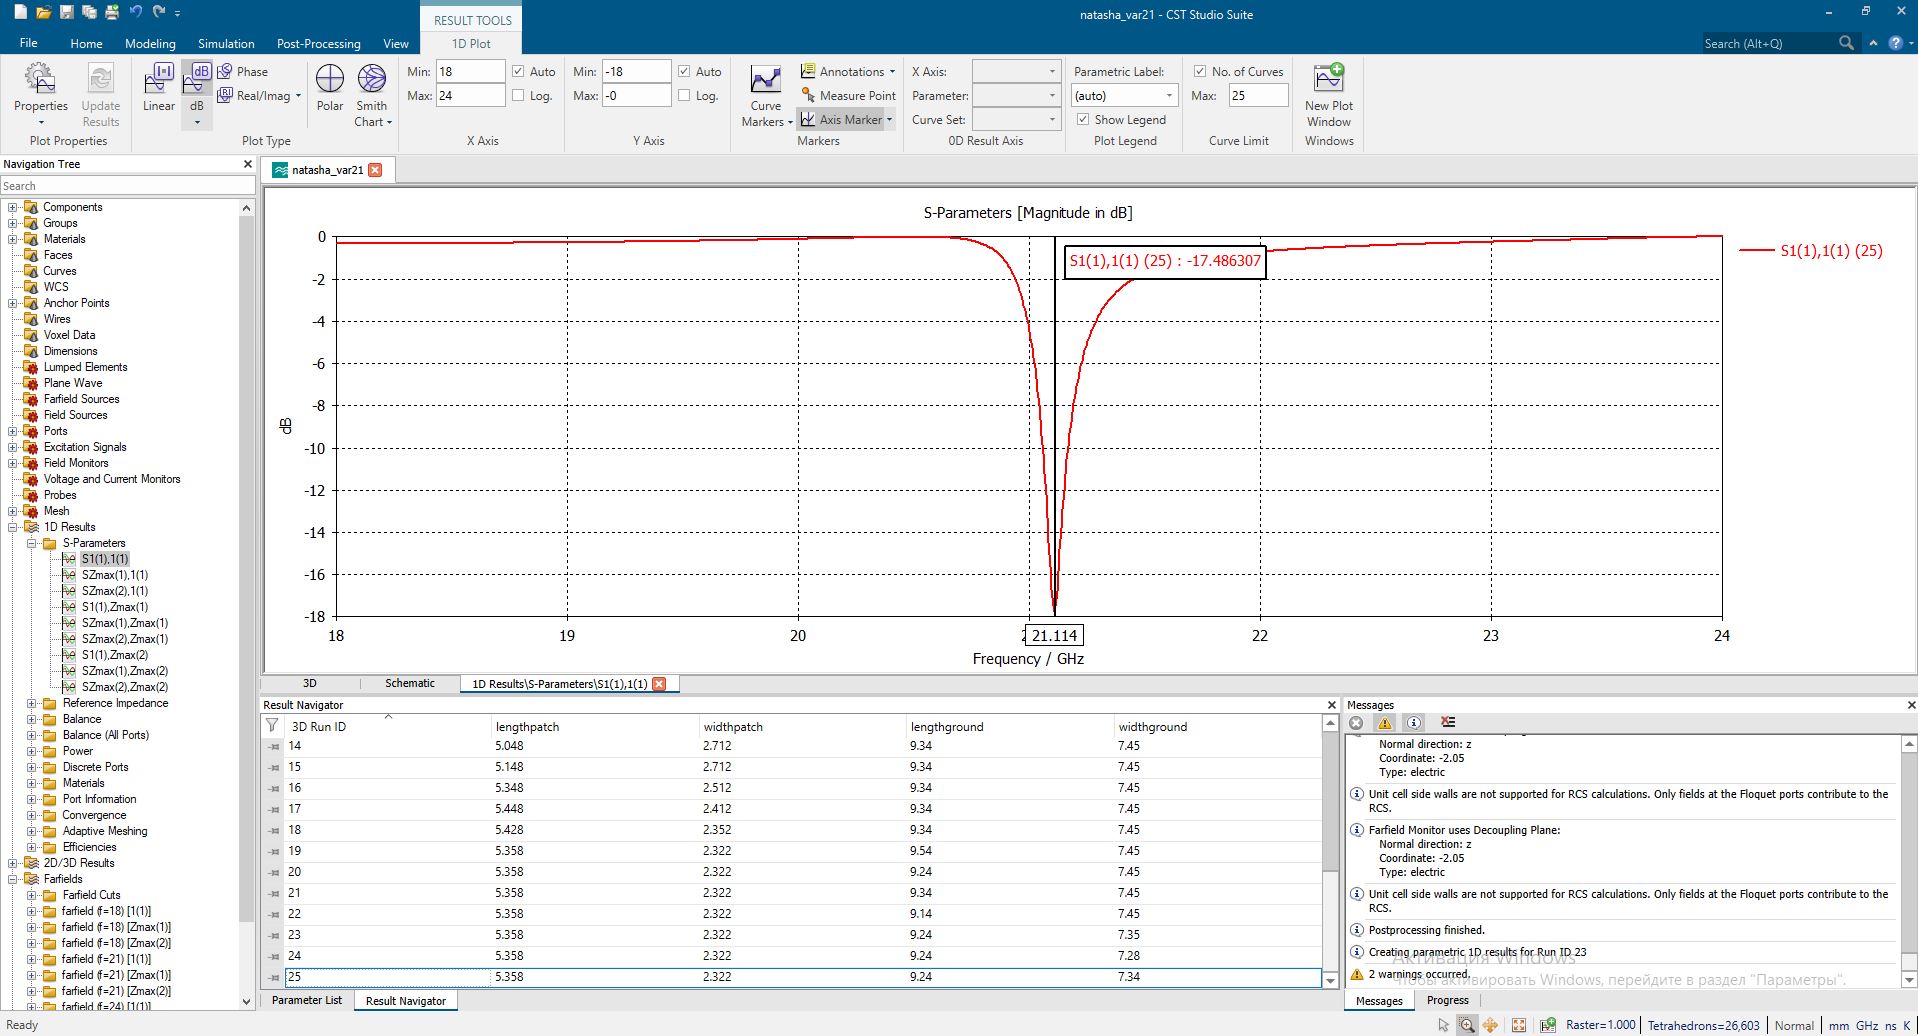 natasha_var21 - CST Studio Suite
RESULT TOOLS
File Home Modeling Simulation Post-Processing View 1D Plot
Search (Alt+Q)
Properties
Update Results
Plot Properties
Linear
dB
Phase
Real/Imag
Polar
Smith Chart
Plot Type
Min: 18 Auto
Max: 24 Log.
X Axis
Min: -18 Auto
Max: -0 Log.
Y Axis
Curve Markers
Annotations
Measure Point
Axis Marker
Markers
X Axis:
Parameter:
Curve Set:
0D Result Axis
Parametric Label:
(auto)
Show Legend
Plot Legend
No. of Curves
Max: 25
Curve Limit
New Plot Window
Windows
Navigation Tree
Search
Components
Groups
Materials
Faces
Curves
WCS
Anchor Points
Wires
Voxel Data
Dimensions
Lumped Elements
Plane Wave
Farfield Sources
Field Sources
Ports
Excitation Signals
Field Monitors
Voltage and Current Monitors
Probes
Mesh
1D Results
S-Parameters
S1(1),1(1)
SZmax(1),1(1)
SZmax(2),1(1)
S1(1),Zmax(1)
SZmax(1),Zmax(1)
SZmax(2),Zmax(1)
S1(1),Zmax(2)
SZmax(1),Zmax(2)
SZmax(2),Zmax(2)
Reference Impedance
Balance
Balance (All Ports)
Power
Discrete Ports
Materials
Port Information
Convergence
Adaptive Meshing
Efficiencies
2D/3D Results
Farfields
Farfield Cuts
farfield (f=18) [1(1)]
farfield (f=18) [Zmax(1)]
farfield (f=18) [Zmax(2)]
farfield (f=21) [1(1)]
farfield (f=21) [Zmax(1)]
farfield (f=21) [Zmax(2)]
farfield (f=24) [1(1)]
natasha_var21
S-Parameters [Magnitude in dB]
S1(1),1(1) (25) : -17.486307
S1(1),1(1) (25)
0
-2
-4
-6
-8
-10
-12
-14
-16
-18
dB
18 19 20 21.114 22 23 24
Frequency / GHz
3D Schematic 1D Results\S-Parameters\S1(1),1(1)
Result Navigator
3D Run ID lengthpatch widthpatch lengthground widthground
14 5.048 2.712 9.34 7.45
15 5.148 2.712 9.34 7.45
16 5.348 2.512 9.34 7.45
17 5.448 2.412 9.34 7.45
18 5.428 2.352 9.34 7.45
19 5.358 2.322 9.54 7.45
20 5.358 2.322 9.24 7.45
21 5.358 2.322 9.34 7.45
22 5.358 2.322 9.14 7.45
23 5.358 2.322 9.24 7.35
24 5.358 2.322 9.24 7.28
25 5.358 2.322 9.24 7.34
Parameter List Result Navigator
Messages
Normal direction: z
Coordinate: -2.05
Type: electric
Unit cell side walls are not supported for RCS calculations. Only fields at the Floquet ports contribute to the
RCS.
Farfield Monitor uses Decoupling Plane:
Normal direction: z
Coordinate: -2.05
Type: electric
Unit cell side walls are not supported for RCS calculations. Only fields at the Floquet ports contribute to the
RCS.
Postprocessing finished.
Creating parametric 1D results for Run ID 23
Активация Windows
2 warnings occurred.
Чтобы активировать Windows, перейдите в раздел "Параметры".
Messages Progress
Ready
Raster=1.000 Tetrahedrons=26,603 Normal mm GHz ns K